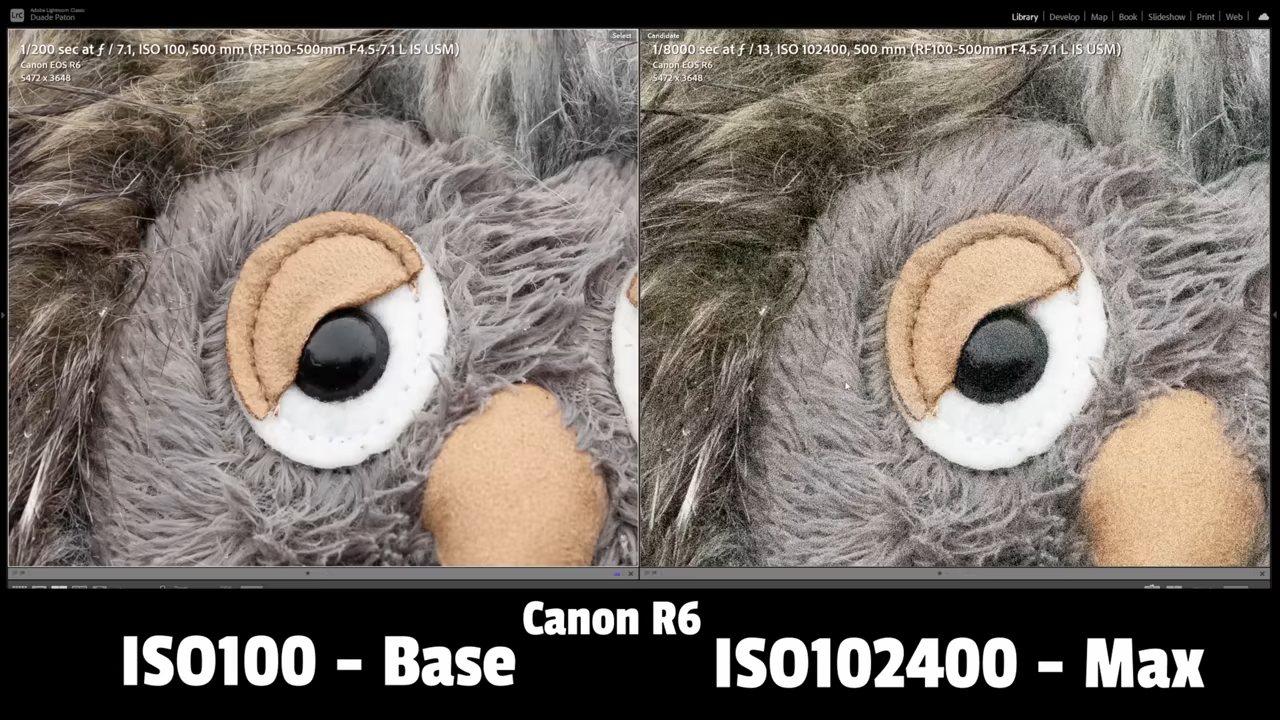 LrC
Adobe Lightroom Classic
Duade Paton
Library | Develop | Map | Book | Slideshow | Print | Web
1/200 sec at ƒ / 7.1, ISO 100, 500 mm (RF100-500mm F4.5-7.1 L IS USM)
Canon EOS R6
5472 x 3648
Select
Candidate
1/8000 sec at ƒ / 13, ISO 102400, 500 mm (RF100-500mm F4.5-7.1 L IS USM)
Canon EOS R6
5472 x 3648
Canon R6
ISO100 - Base
ISO102400 - Max